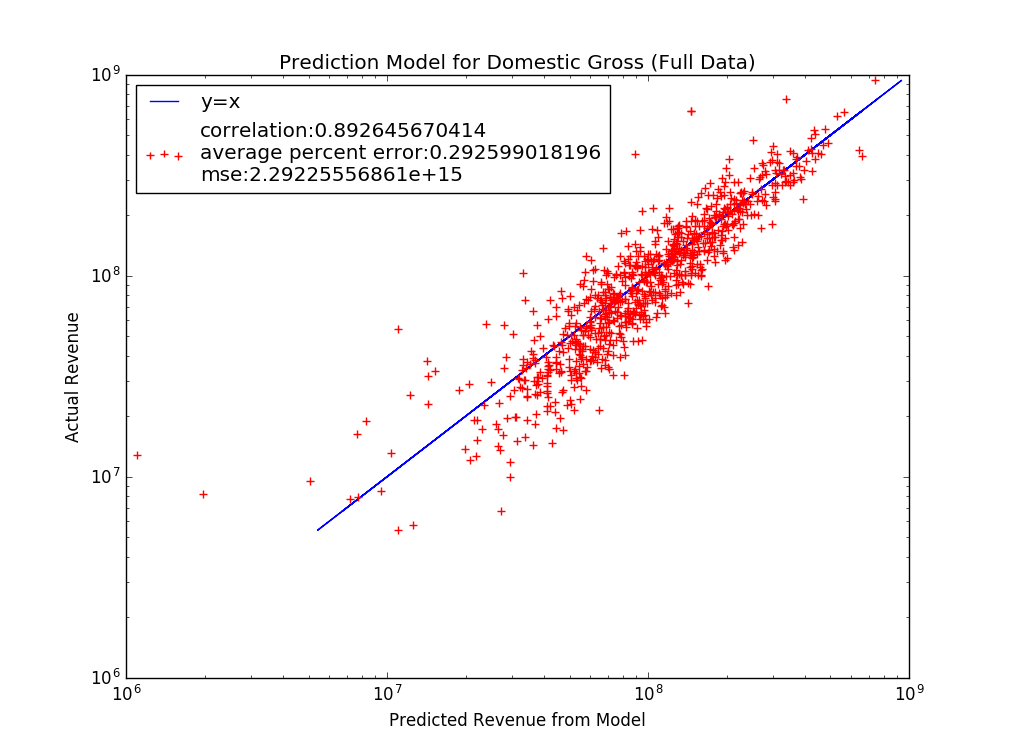 Prediction Model for Domestic Gross (Full Data)
y=x
correlation:0.892645670414
average percent error:0.292599018196
mse:2.29225556861e+15
10^9
10^8
10^7
10^6
Actual Revenue
10^6 10^7 10^8 10^9
Predicted Revenue from Model